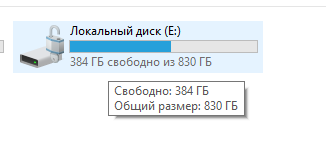 Локальный диск (E:)
384 ГБ свободно из 830 ГБ
Свободно: 384 ГБ
Общий размер: 830 ГБ